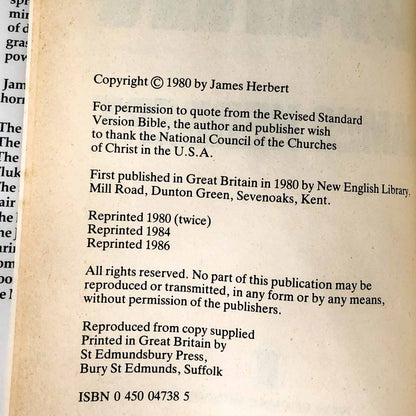 Copyright © 1980 by James Herbert
For permission to quote from the Revised Standard
Version Bible, the author and publisher wish
to thank the National Council of the Churches
of Christ in the U.S.A.
First published in Great Britain in 1980 by New English Library,
Mill Road, Dunton Green, Sevenoaks, Kent.
Reprinted 1980 (twice)
Reprinted 1984
Reprinted 1986
All rights reserved. No part of this publication may be
reproduced or transmitted, in any form or by any means,
without permission of the publishers.
Reproduced from copy supplied
Printed in Great Britain by
St Edmundsbury Press,
Bury St Edmunds, Suffolk
ISBN 0 450 04738 5